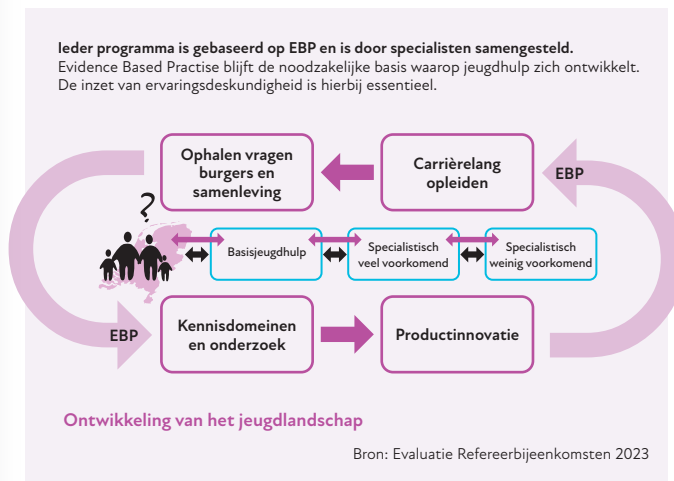 Ieder programma is gebaseerd op EBP en is door specialisten samengesteld.
Evidence Based Practise blijft de noodzakelijke basis waarop jeugdhulp zich ontwikkelt.
De inzet van ervaringsdeskundigheid is hierbij essentieel.
Ophalen vragen
burgers en
samenleving
Carrièrelang
opleiden
EBP
?
Basisjeugdhulp
Specialistisch
veel voorkomend
Specialistisch
weinig voorkomend
EBP
Kennisdomeinen
en onderzoek
Productinnovatie
Ontwikkeling van het jeugdlandschap
Bron: Evaluatie Refereerbijeenkomsten 2023